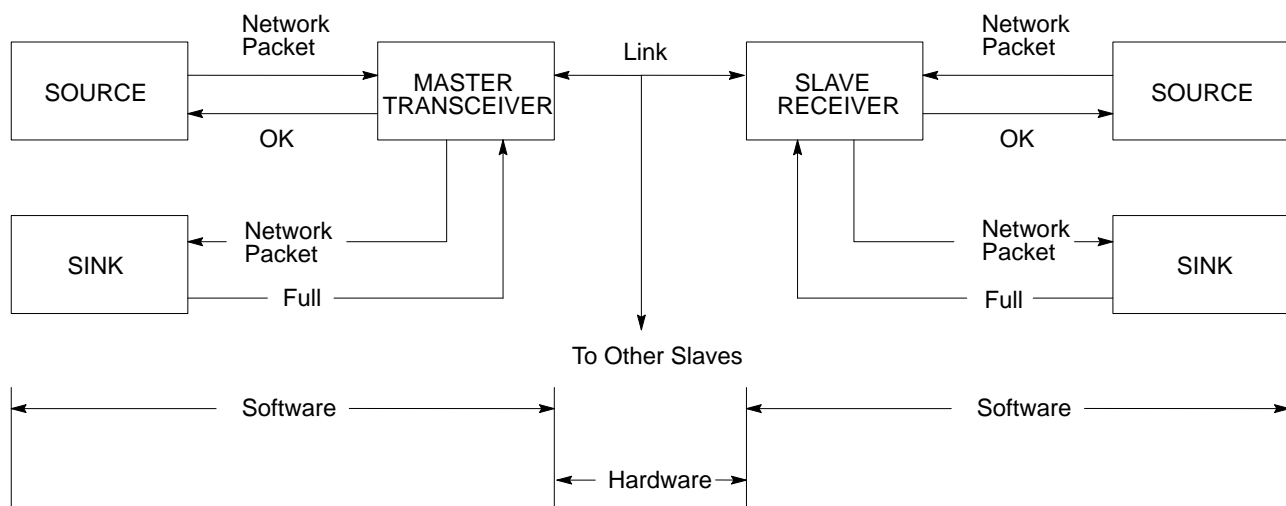 Network
Packet
SOURCE
OK
MASTER
TRANSCEIVER
Link
SLAVE
RECEIVER
Network
Packet
OK
SOURCE
SINK
Network
Packet
Full
Network
Packet
Full
SINK
To Other Slaves
Software
Software
Hardware